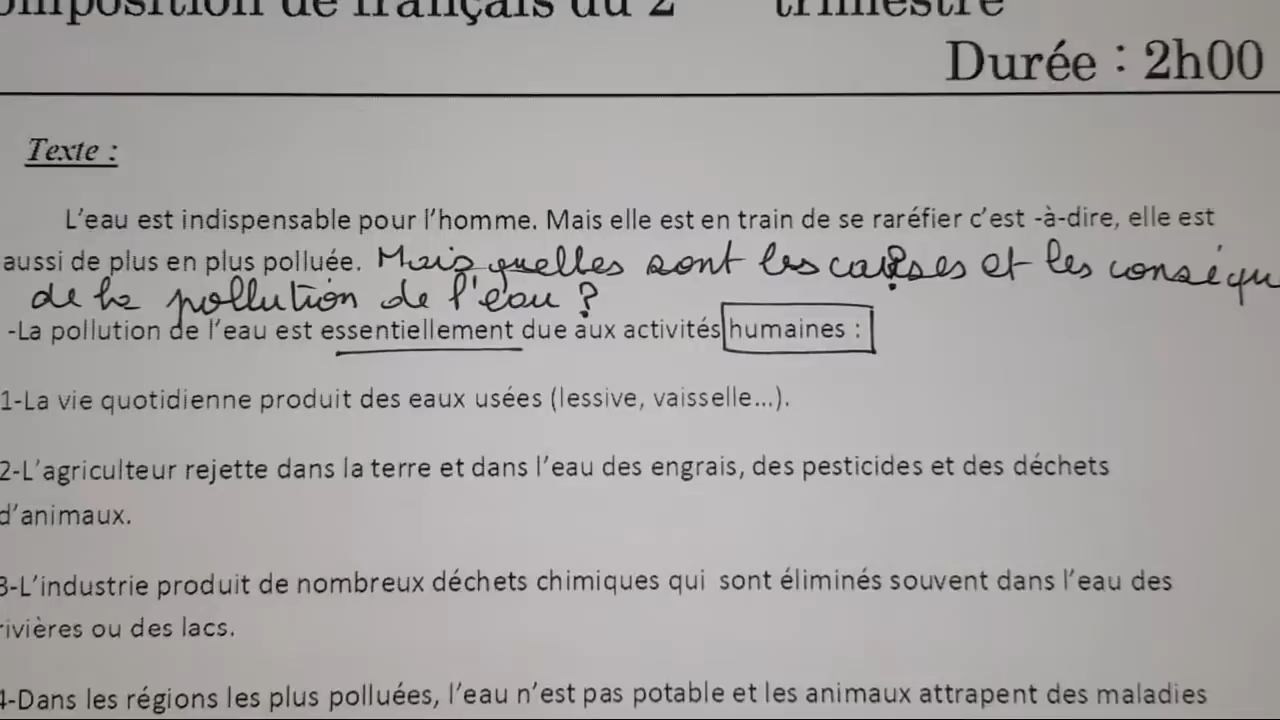 omposition de français du 2 trimestre
Durée : 2h00
Texte :
L'eau est indispensable pour l'homme. Mais elle est en train de se raréfier c'est -à-dire, elle est
aussi de plus en plus polluée. Mais quelles sont les causes et les conséqu
de la pollution de l'eau ?
-La pollution de l'eau est essentiellement due aux activités humaines :
1-La vie quotidienne produit des eaux usées (lessive, vaisselle...).
2-L'agriculteur rejette dans la terre et dans l'eau des engrais, des pesticides et des déchets
d'animaux.
3-L'industrie produit de nombreux déchets chimiques qui sont éliminés souvent dans l'eau des
rivières ou des lacs.
4-Dans les régions les plus polluées, l'eau n'est pas potable et les animaux attrapent des maladies